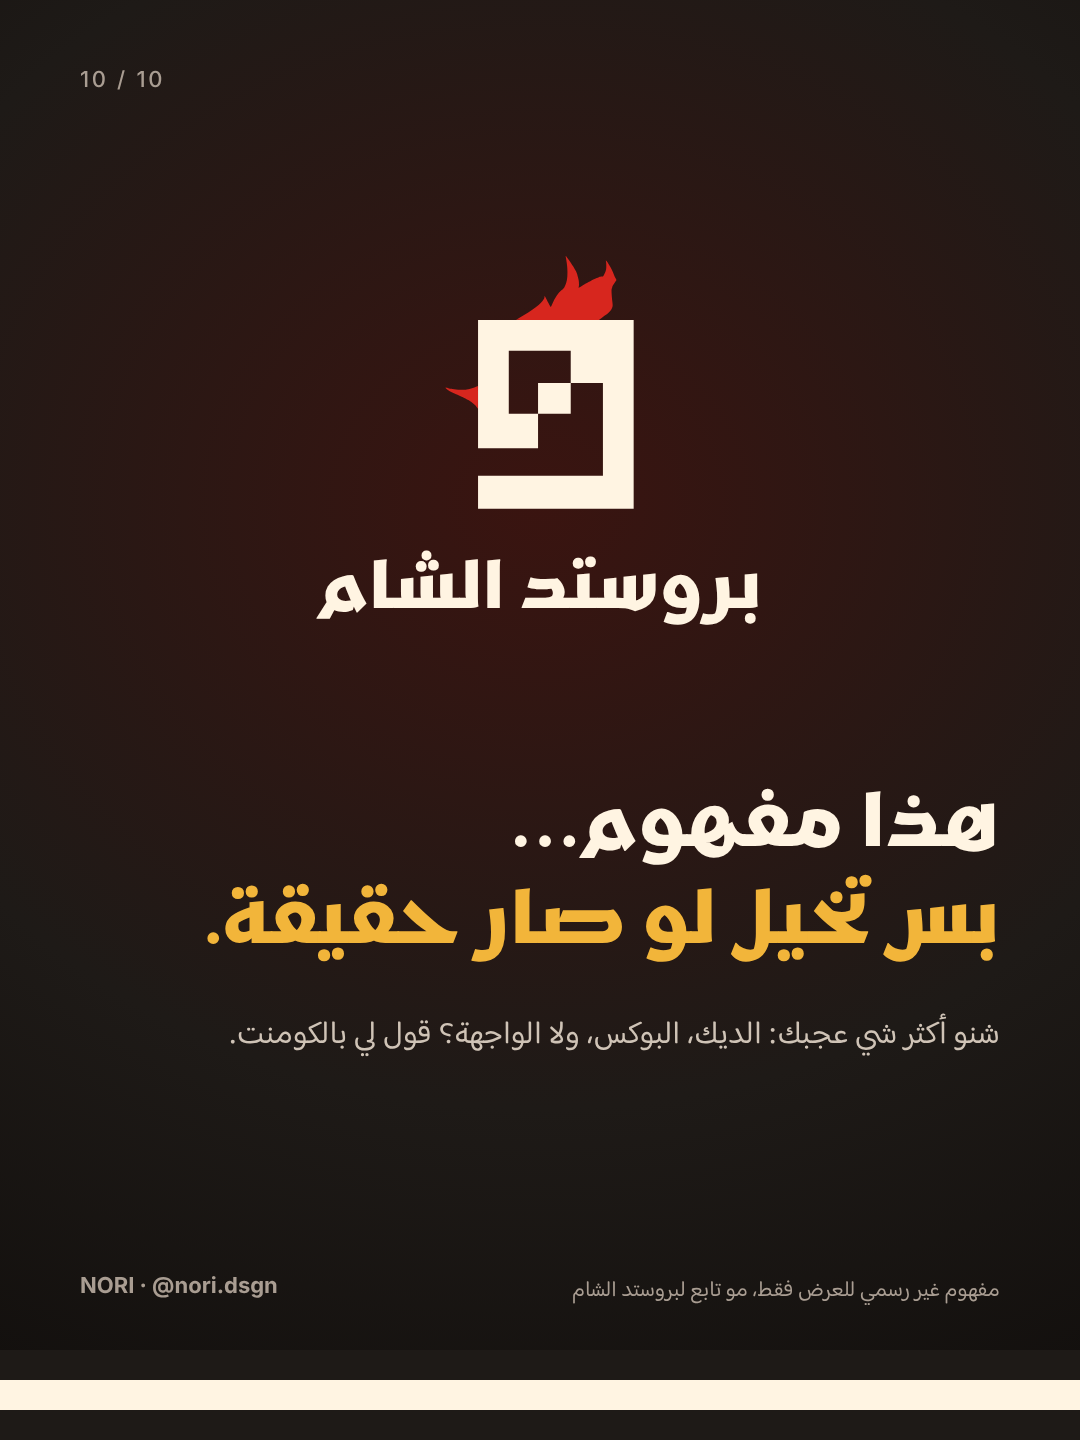 10 / 10
بروستد الشام
هذا مفهوم...
بس تخيل لو صار حقيقة.
شنو أكثر شي عجبك: الديك، البوكس، ولا الواجهة؟ قول لي بالكومنت.
مفهوم غير رسمي للعرض فقط، مو تابع لبروستد الشام
NORI · @nori.dsgn